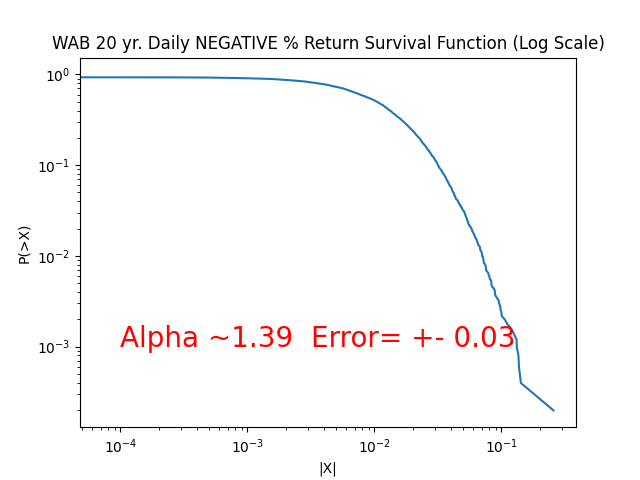 WAB 20 yr. Daily NEGATIVE % Return Survival Function (Log Scale)
10⁰
10⁻¹
10⁻²
10⁻³
P(>X)
Alpha ~1.39  Error= +- 0.03
10⁻⁴ 10⁻³ 10⁻² 10⁻¹
|X|